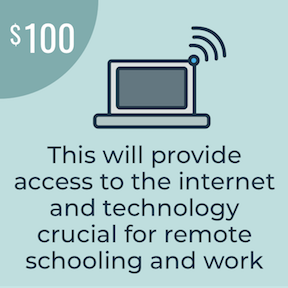 $100
This will provide
access to the internet
and technology
crucial for remote
schooling and work